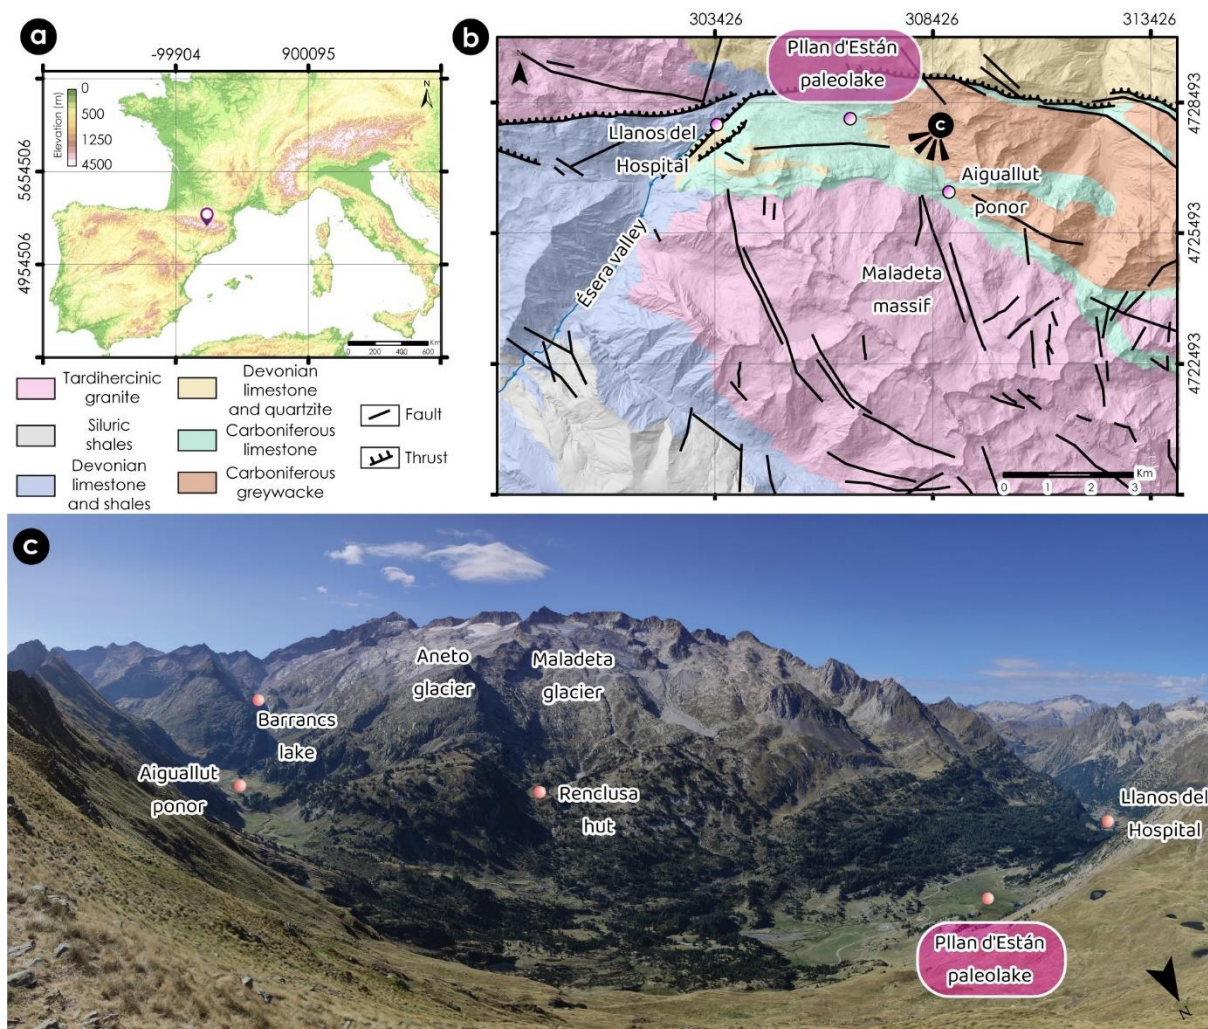 a
-99904
900095
N
Elevation (m)
0
500
1250
4500
5654506
4954506
Km
0 200 400 600
Tardihercinic
granite
Siluric
shales
Devonian
limestone
and shales
Devonian
limestone
and quartzite
Carboniferous
limestone
Carboniferous
greywacke
Fault
Thrust
b
303426
308426
313426
4728493
4725493
4722493
Pllan d'Están
paleolake
Llanos del
Hospital
c
Aiguallut
ponor
Ésera valley
Maladeta
massif
Km
0 1 2 3
c
Aneto
glacier
Maladeta
glacier
Barrancs
lake
Aiguallut
ponor
Renclusa
hut
Llanos del
Hospital
Pllan d'Están
paleolake
N